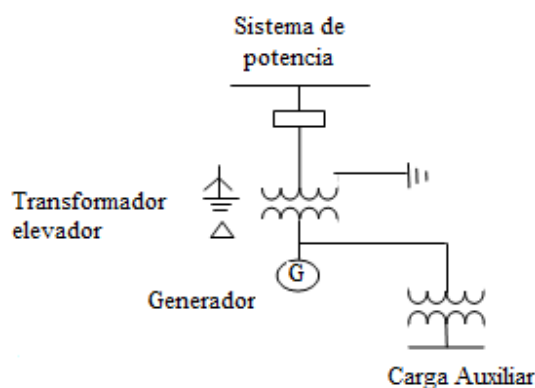 Sistema de
potencia
Transformador
elevador
G
Generador
Carga Auxiliar